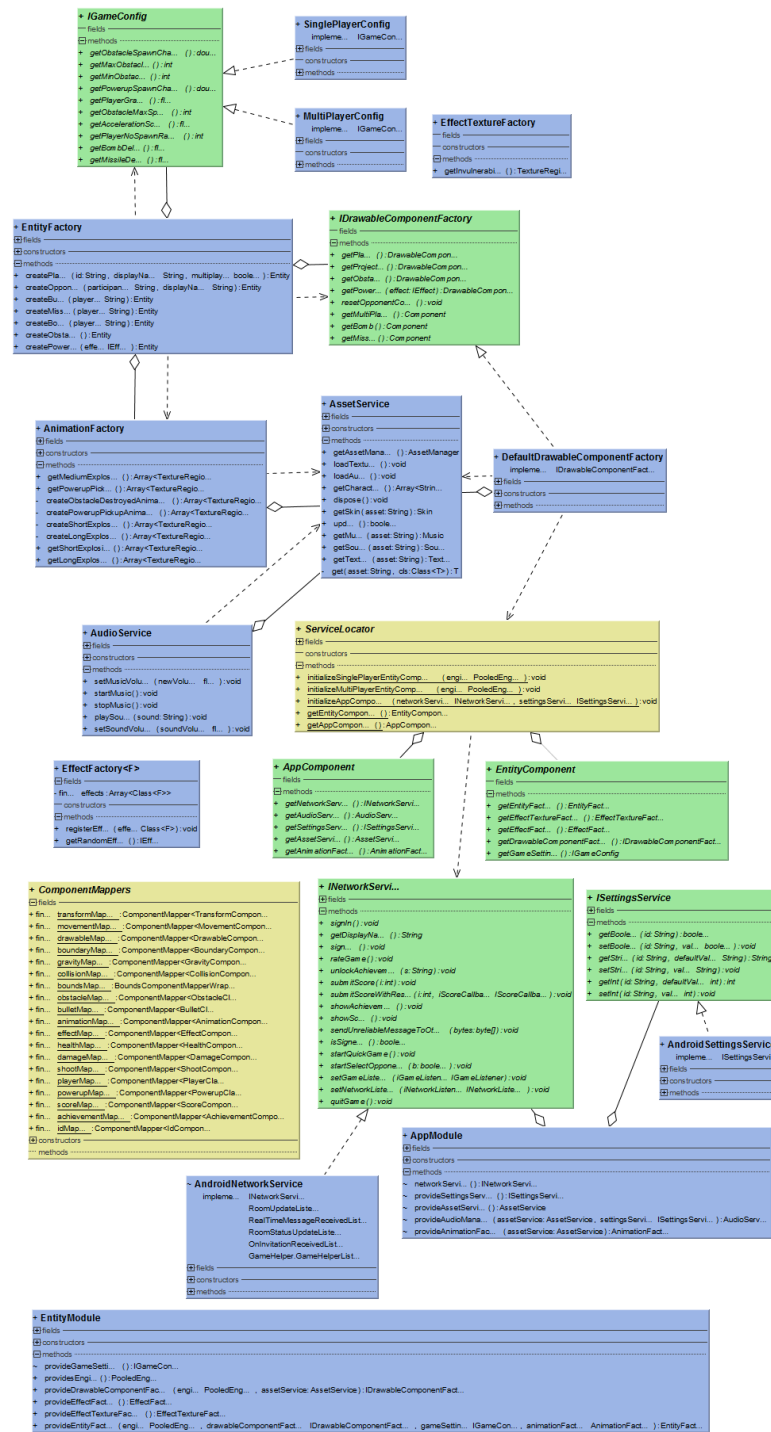 + IGameConfig
fields
methods
+ getObstacleSpawnCha... ():dou...
+ getMaxObstacl... ():int
+ getMinObstac... ():int
+ getPowerupSpawnCha... ():dou...
+ getPlayerGra... ():fl...
+ getObstacleMaxSp... ():int
+ getAccelerationSc... ():fl...
+ getPlayerNoSpawnRa... ():int
+ getBombDel... ():fl...
+ getMissileDe... ():fl...
+ SinglePlayerConfig
impleme... IGameCon...
fields
constructors
methods
+ MultiPlayerConfig
impleme... IGameCon...
fields
constructors
methods
+ EffectTextureFactory
fields
constructors
methods
+ getInvulnerabi... ():TextureRegi...
+ EntityFactory
fields
constructors
methods
+ createPla... (id:String, displayNa... String, multiplay... boole... ):Entity
+ createOppon... (participan... String, displayNa... String):Entity
+ createBu... (player... String):Entity
+ createMiss... (player... String):Entity
+ createBo... (player... String):Entity
+ createObsta... ():Entity
+ createPower... (effe... IEff... ):Entity
+ IDrawableComponentFactory
fields
methods
+ getPla... ():DrawableCompon...
+ getProject... ():DrawableCompon...
+ getObsta... ():DrawableCompon...
+ getPower... (effect:IEffect):DrawableCompon...
+ resetOpponentCo... ():void
+ getMultiPla... ():Component
+ getBomb():Component
+ getMiss... ():Component
+ AnimationFactory
fields
constructors
methods
+ getMediumExplos... ():Array<TextureRegio...
+ getPowerupPick... ():Array<TextureRegio...
- createObstacleDestroyedAnima... ():Array<TextureRegio...
- createPowerupPickupAnima... ():Array<TextureRegio...
- createShortExplos... ():Array<TextureRegio...
- createLongExplos... ():Array<TextureRegio...
+ getShortExplosi... ():Array<TextureRegio...
+ getLongExplos... ():Array<TextureRegio...
+ AssetService
fields
constructors
methods
+ getAssetMana... ():AssetManager
+ loadTextu... ():void
+ loadAu... ():void
+ getCharact... ():Array<Strin...
+ dispose():void
+ getSkin(asset:String):Skin
+ upd... ():boole...
+ getMu... (asset:String):Music
+ getSou... (asset:String):Sou...
+ getText... (asset:String):Text...
- get(asset:String, cls:Class<T>):T
+ DefaultDrawableComponentFactory
impleme... IDrawableComponentFact...
fields
constructors
methods
+ AudioService
fields
constructors
methods
+ setMusicVolu... (newVolu... fl... ):void
+ startMusic():void
+ stopMusic():void
+ playSou... (sound:String):void
+ setSoundVolu... (soundVolu... fl... ):void
+ ServiceLocator
fields
constructors
methods
+ initializeSinglePlayerEntityComp... (engi... PooledEng... ):void
+ initializeMultiPlayerEntityComp... (engi... PooledEng... ):void
+ initializeAppCompo... (networkServi... INetworkServi... , settingsServi... ISettingsServi... ):void
+ getEntityCompon... ():EntityCompon...
+ getAppCompon... ():AppCompon...
+ EffectFactory<F>
fields
- fin... effects:Array<Class<F>>
constructors
methods
+ registerEff... (effe... Class<F>):void
+ getRandomEff... ():IEff...
+ AppComponent
fields
methods
+ getNetworkServ... ():INetworkServi...
+ getAudioServ... ():AudioServ...
+ getSettingsServ... ():ISettingsServi...
+ getAssetServi... ():AssetServi...
+ getAnimationFact... ():AnimationFact...
+ EntityComponent
fields
methods
+ getEntityFact... ():EntityFact...
+ getEffectTextureFact... ():EffectTextureFact...
+ getEffectFact... ():EffectFact...
+ getDrawableComponentFact... ():IDrawableComponentFact...
+ getGameSettin... ():IGameConfig
+ ComponentMappers
fields
+ fin... transformMap... :ComponentMapper<TransformCompon...
+ fin... movementMap... :ComponentMapper<MovementCompon...
+ fin... drawableMap... :ComponentMapper<DrawableCompon...
+ fin... boundaryMap... :ComponentMapper<BoundaryCompon...
+ fin... gravityMap... :ComponentMapper<GravityCompon...
+ fin... collisionMap... :ComponentMapper<CollisionCompon...
+ fin... boundsMap... :BoundsComponentMapperWrap...
+ fin... obstacleMap... :ComponentMapper<ObstacleCl...
+ fin... bulletMap... :ComponentMapper<BulletCl...
+ fin... animationMap... :ComponentMapper<AnimationCompon...
+ fin... effectMap... :ComponentMapper<EffectCompon...
+ fin... healthMap... :ComponentMapper<HealthCompon...
+ fin... damageMap... :ComponentMapper<DamageCompon...
+ fin... shootMap... :ComponentMapper<ShootCompon...
+ fin... playerMap... :ComponentMapper<PlayerCla...
+ fin... powerupMap... :ComponentMapper<PowerupCla...
+ fin... scoreMap... :ComponentMapper<ScoreCompon...
+ fin... achievementMap... :ComponentMapper<AchievementCompo...
+ fin... idMap... :ComponentMapper<IdCompon...
constructors
methods
+ INetworkServi...
fields
methods
+ signIn():void
+ getDisplayNa... ():String
+ sign... ():void
+ rateGame():void
+ unlockAchievem... (s:String):void
+ submitScore(i:int):void
+ submitScoreWithRes... (i:int, iScoreCallba... IScoreCallba... ):void
+ showAchievem... ():void
+ showSc... ():void
+ sendUnreliableMessageToOt... (bytes:byte[]):void
+ isSigne... ():boole...
+ startQuickGame():void
+ startSelectOppone... (b:boole... ):void
+ setGameListe... (iGameListen... IGameListener):void
+ setNetworkListe... (iNetworkListen... INetworkListe... ):void
+ quitGame():void
+ ISettingsService
fields
methods
+ getBoole... (id:String):boole...
+ setBoole... (id:String, val... boole... ):void
+ getStri... (id:String, defaultVal... String):String
+ setStri... (id:String, val... String):void
+ getInt(id:String, defaultVal... int):int
+ setInt(id:String, val... int):void
+ AndroidSettingsService
impleme... ISettingsServi
fields
constructors
methods
+ AppModule
fields
constructors
methods
~ networkServi... ():INetworkServi...
~ provideSettingsServ... ():ISettingsServi...
~ provideAssetServi... ():AssetService
~ provideAudioMana... (assetService:AssetService, settingsServi... ISettingsServi... ):AudioServ...
~ provideAnimationFac... (assetService:AssetService):AnimationFact...
~ AndroidNetworkService
impleme... INetworkServi...
RoomUpdateListe...
RealTimeMessageReceivedList...
RoomStatusUpdateListe...
OnInvitationReceivedList...
GameHelper.GameHelperList...
fields
constructors
methods
+ EntityModule
fields
constructors
methods
~ provideGameSetti... ():IGameCon...
- providesEngi... ():PooledEng...
~ provideDrawableComponentFac... (engi... PooledEng... , assetService:AssetService):IDrawableComponentFact...
- provideEffectFact... ():EffectFact...
- provideEffectTextureFac... ():EffectTextureFact...
- provideEntityFact... (engi... PooledEng... , drawableComponentFact... IDrawableComponentFact... , gameSettin... IGameCon... , animationFact... AnimationFact... ):EntityFact...